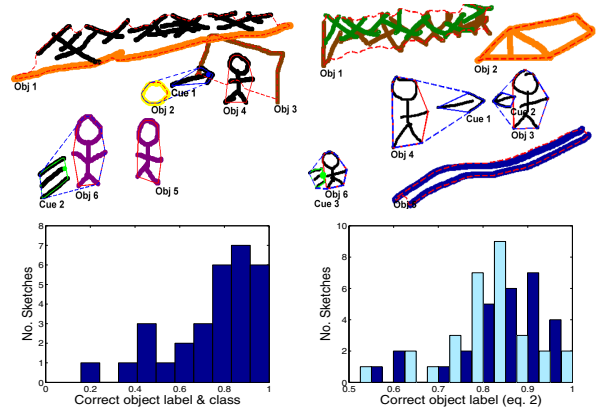 Obj 1
Obj 2
Cue 1
Obj 4
Obj 3
Cue 2
Obj 6
Obj 5
Obj 1
Obj 2
Cue 1
Cue 2
Obj 4
Obj 3
Obj 6
Cue 3
8
7
6
5
4
3
2
1
0
0
0.2
0.4
0.6
0.8
1
No. Sketches
Correct object label & class
10
8
6
4
2
0
0.5
0.6
0.7
0.8
0.9
1
No. Sketches
Correct object label (eq. 2)